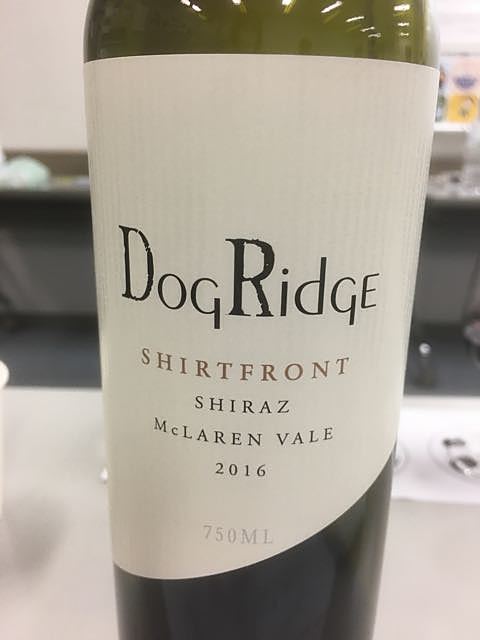 DogRidge
SHIRTFRONT
SHIRAZ
McLAREN VALE
2016
750ML